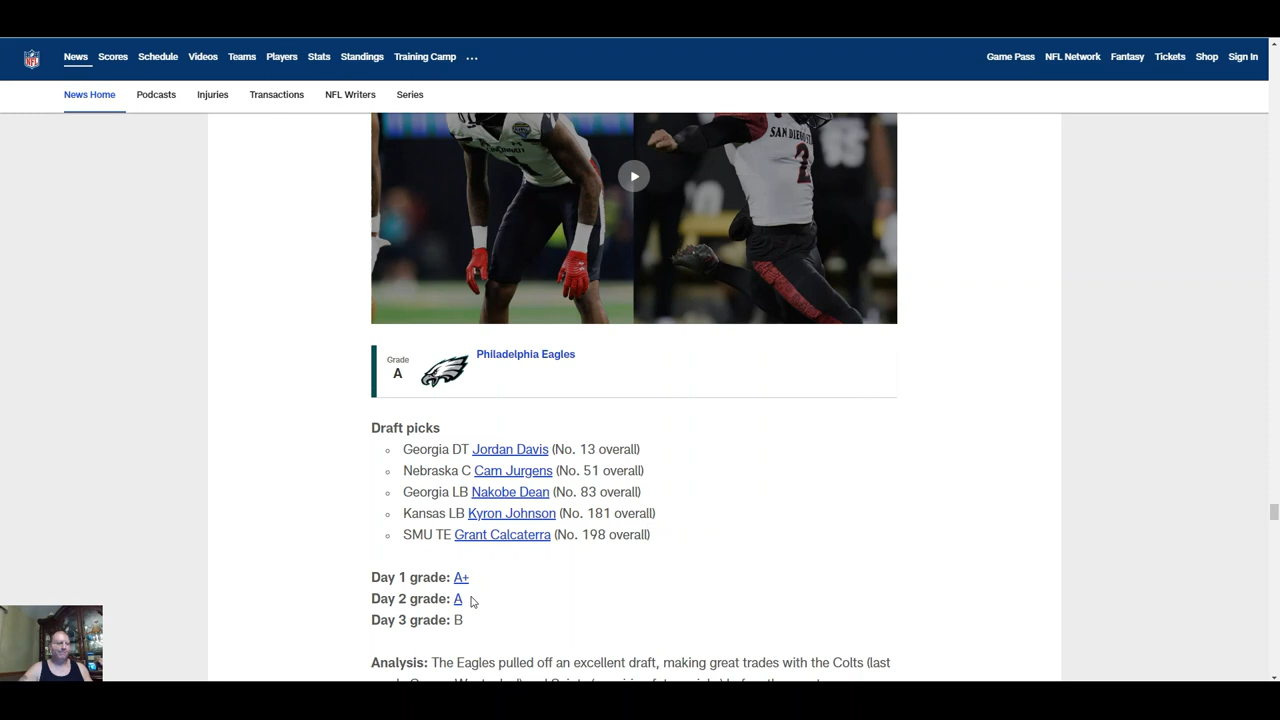 News Scores Schedule Videos Teams Players Stats Standings Training Camp ... Game Pass NFL Network Fantasy Tickets Shop Sign In
News Home Podcasts Injuries Transactions NFL Writers Series
SAN DIEGO ST
2
Grade
A
Philadelphia Eagles
Draft picks
Georgia DT Jordan Davis (No. 13 overall)
Nebraska C Cam Jurgens (No. 51 overall)
Georgia LB Nakobe Dean (No. 83 overall)
Kansas LB Kyron Johnson (No. 181 overall)
SMU TE Grant Calcaterra (No. 198 overall)
Day 1 grade: A+
Day 2 grade: A
Day 3 grade: B
Analysis: The Eagles pulled off an excellent draft, making great trades with the Colts (last